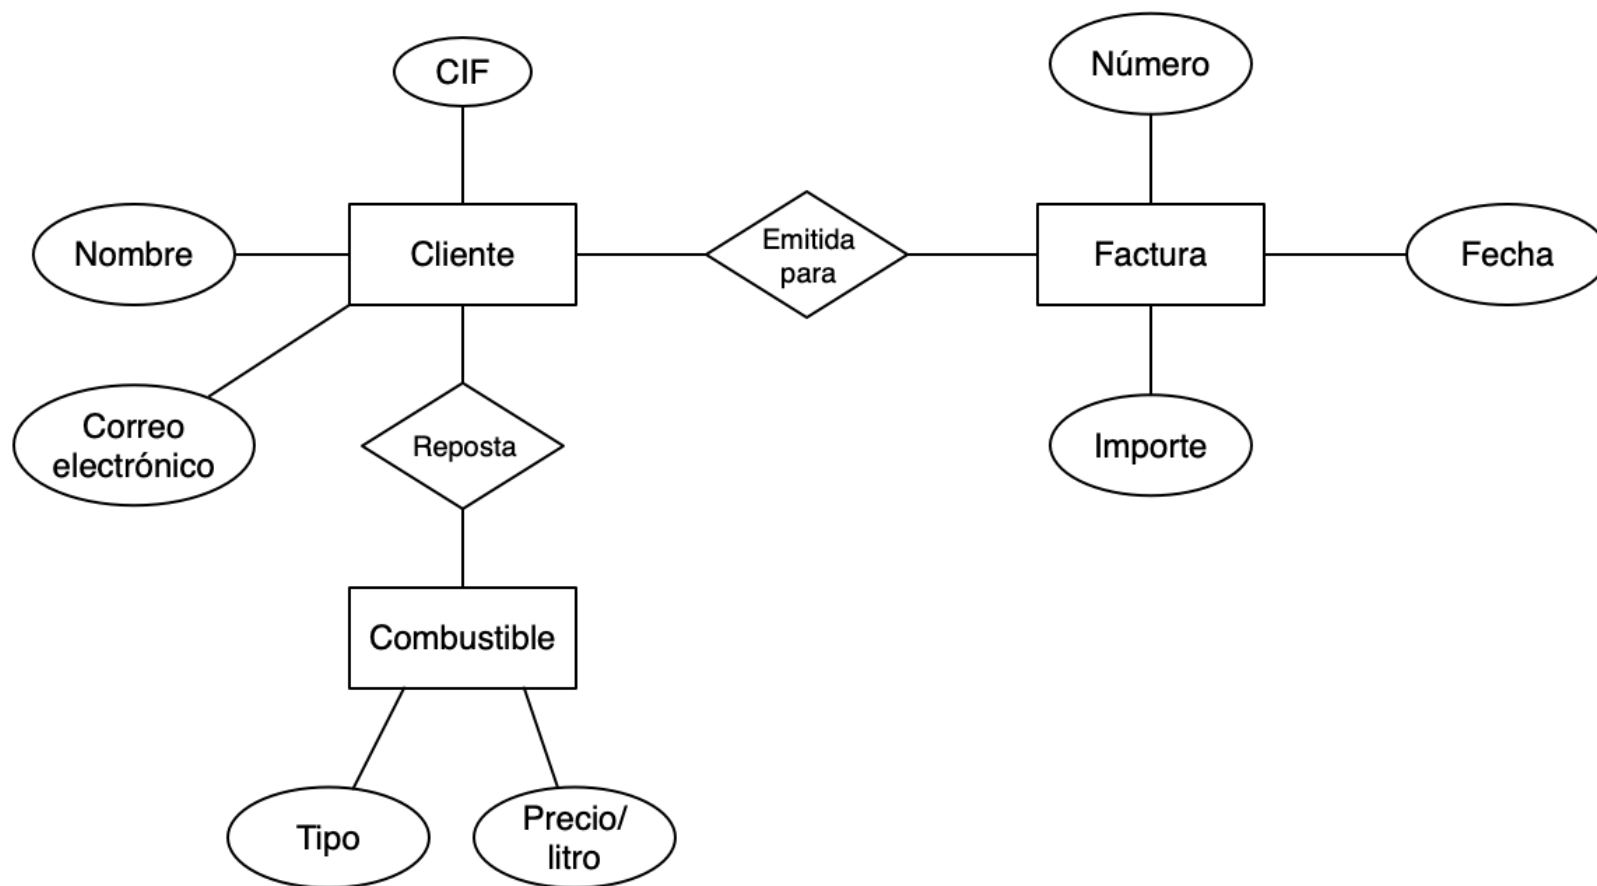 CIF
Número
Nombre
Cliente
Emitida
para
Factura
Fecha
Correo
electrónico
Reposta
Importe
Combustible
Tipo
Precio/
litro